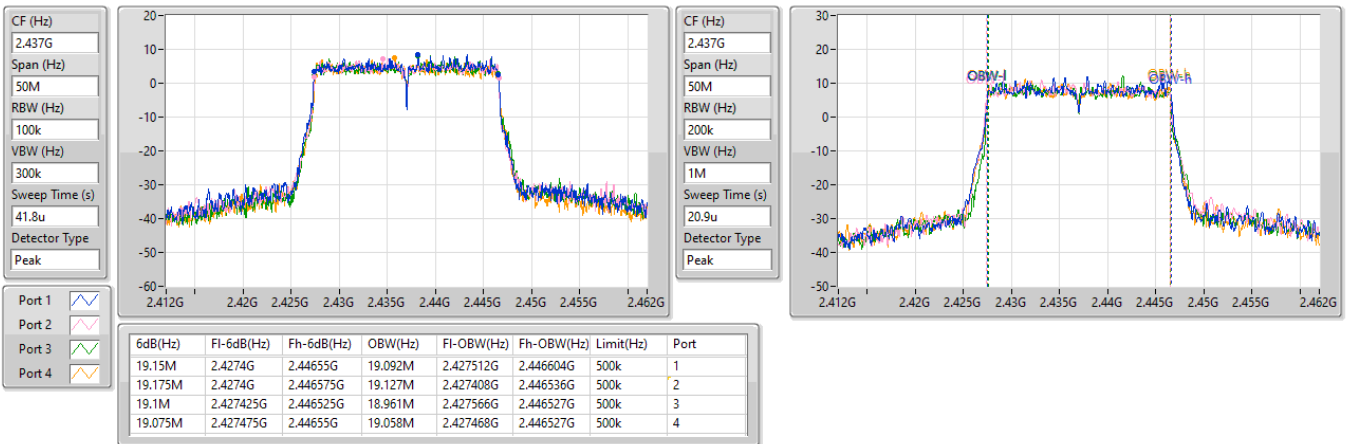 CF (Hz)
2.437G
Span (Hz)
50M
RBW (Hz)
100k
VBW (Hz)
300k
Sweep Time (s)
41.8u
Detector Type
Peak
20
10
0
-10
-20
-30
-40
-50
-60
2.412G 2.42G 2.425G 2.43G 2.435G 2.44G 2.445G 2.45G 2.455G 2.462G
CF (Hz)
2.437G
Span (Hz)
50M
RBW (Hz)
200k
VBW (Hz)
1M
Sweep Time (s)
20.9u
Detector Type
Peak
30
20
10
0
-10
-20
-30
-40
-50
OBW-l OBW-h
2.412G 2.42G 2.425G 2.43G 2.435G 2.44G 2.445G 2.45G 2.455G 2.462G
Port 1
Port 2
Port 3
Port 4
6dB(Hz) Fl-6dB(Hz) Fh-6dB(Hz) OBW(Hz) Fl-OBW(Hz) Fh-OBW(Hz) Limit(Hz) Port
19.15M 2.4274G 2.44655G 19.092M 2.427512G 2.446604G 500k 1
19.175M 2.4274G 2.446575G 19.127M 2.427408G 2.446536G 500k 2
19.1M 2.427425G 2.446525G 18.961M 2.427566G 2.446527G 500k 3
19.075M 2.427475G 2.44655G 19.058M 2.427468G 2.446527G 500k 4